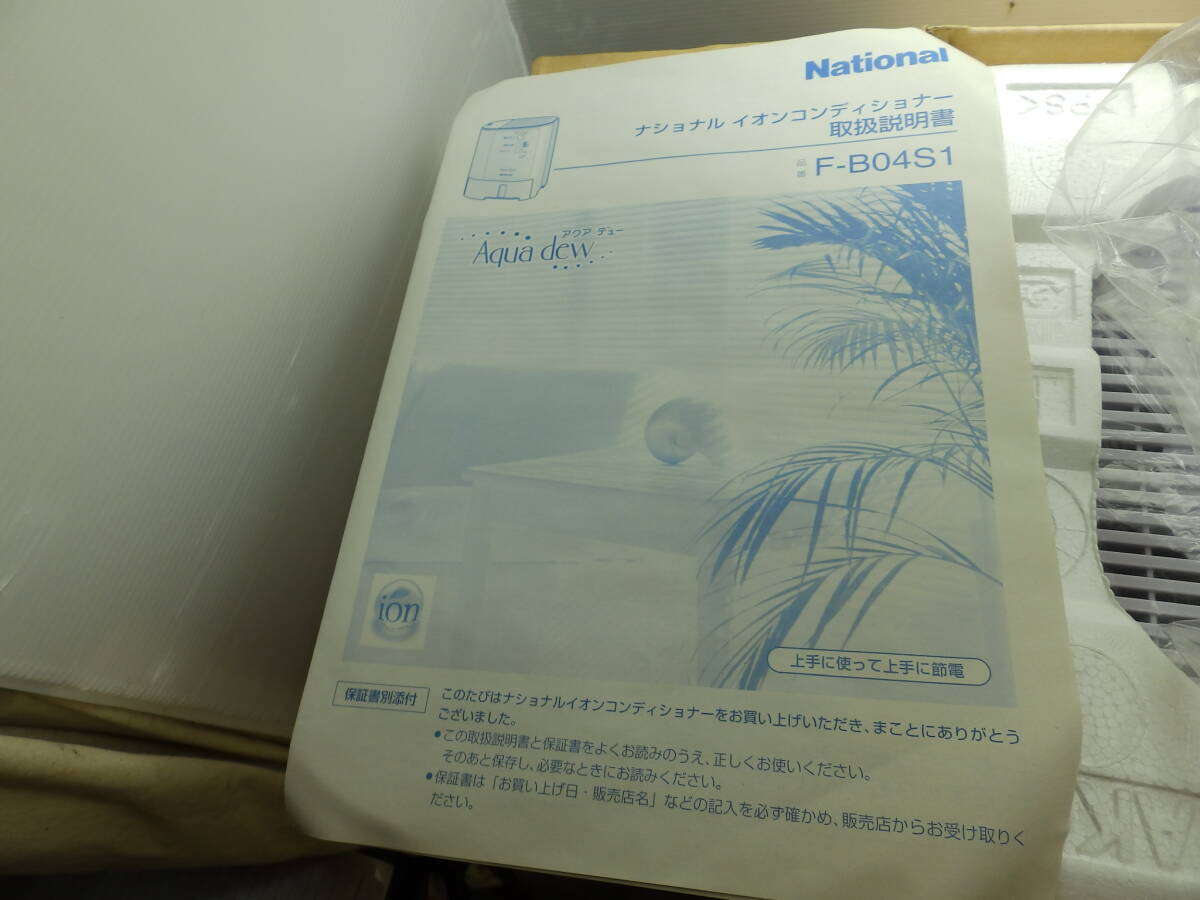 National
ナショナル イオンコンディショナー
取扱説明書
品番 F-B04S1
アクア デュー
Aqua dew
ion
上手に使って上手に節電
保証書別添付
このたびはナショナルイオンコンディショナーをお買い上げいただき、まことにありがとう
ございました。
●この取扱説明書と保証書をよくお読みのうえ、正しくお使いください。
そのあと保存し、必要なときにお読みください。
●保証書は「お買い上げ日・販売店名」などの記入を必ず確かめ、販売店からお受け取りく
ださい。